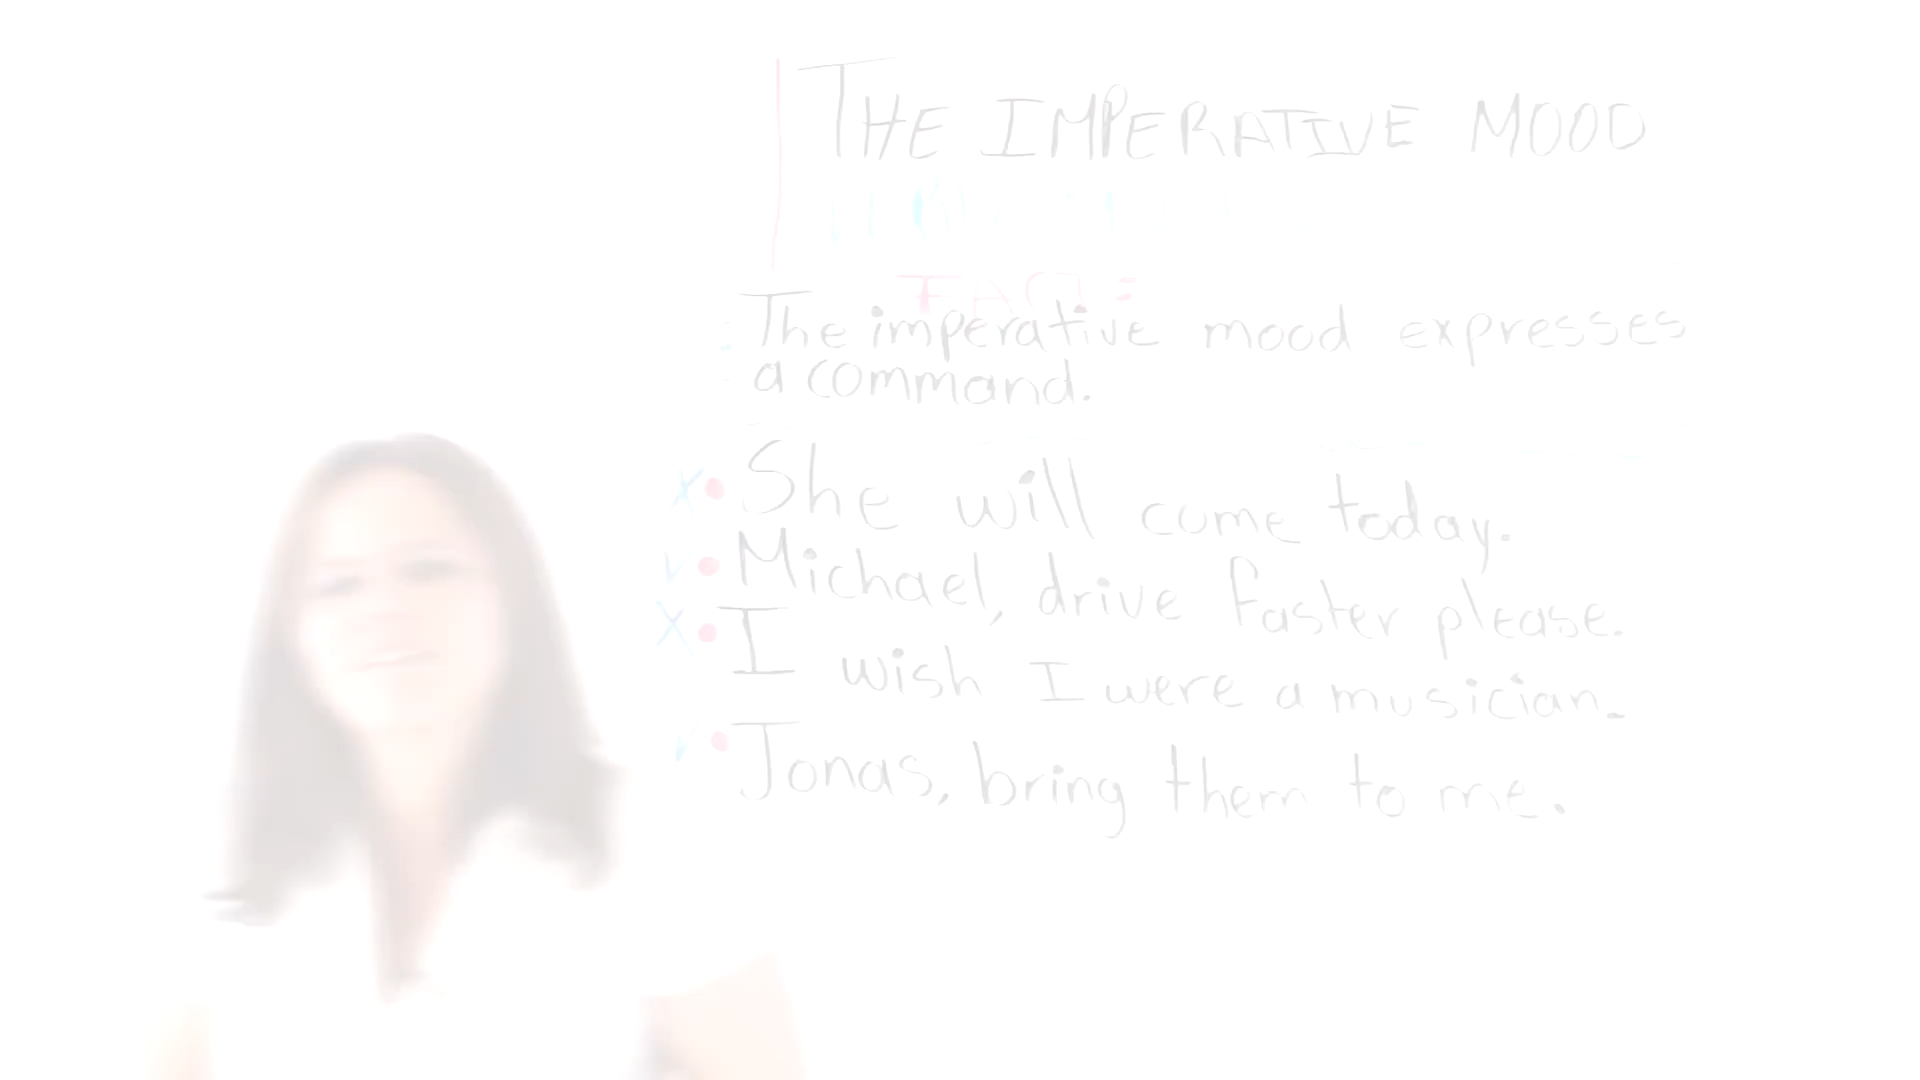 THE IMPERATIVE MOOD
FACT:
The imperative mood expresses
a command.
X • She will come today.
• Michael, drive faster please.
X • I wish I were a musician.
• Jonas, bring them to me.